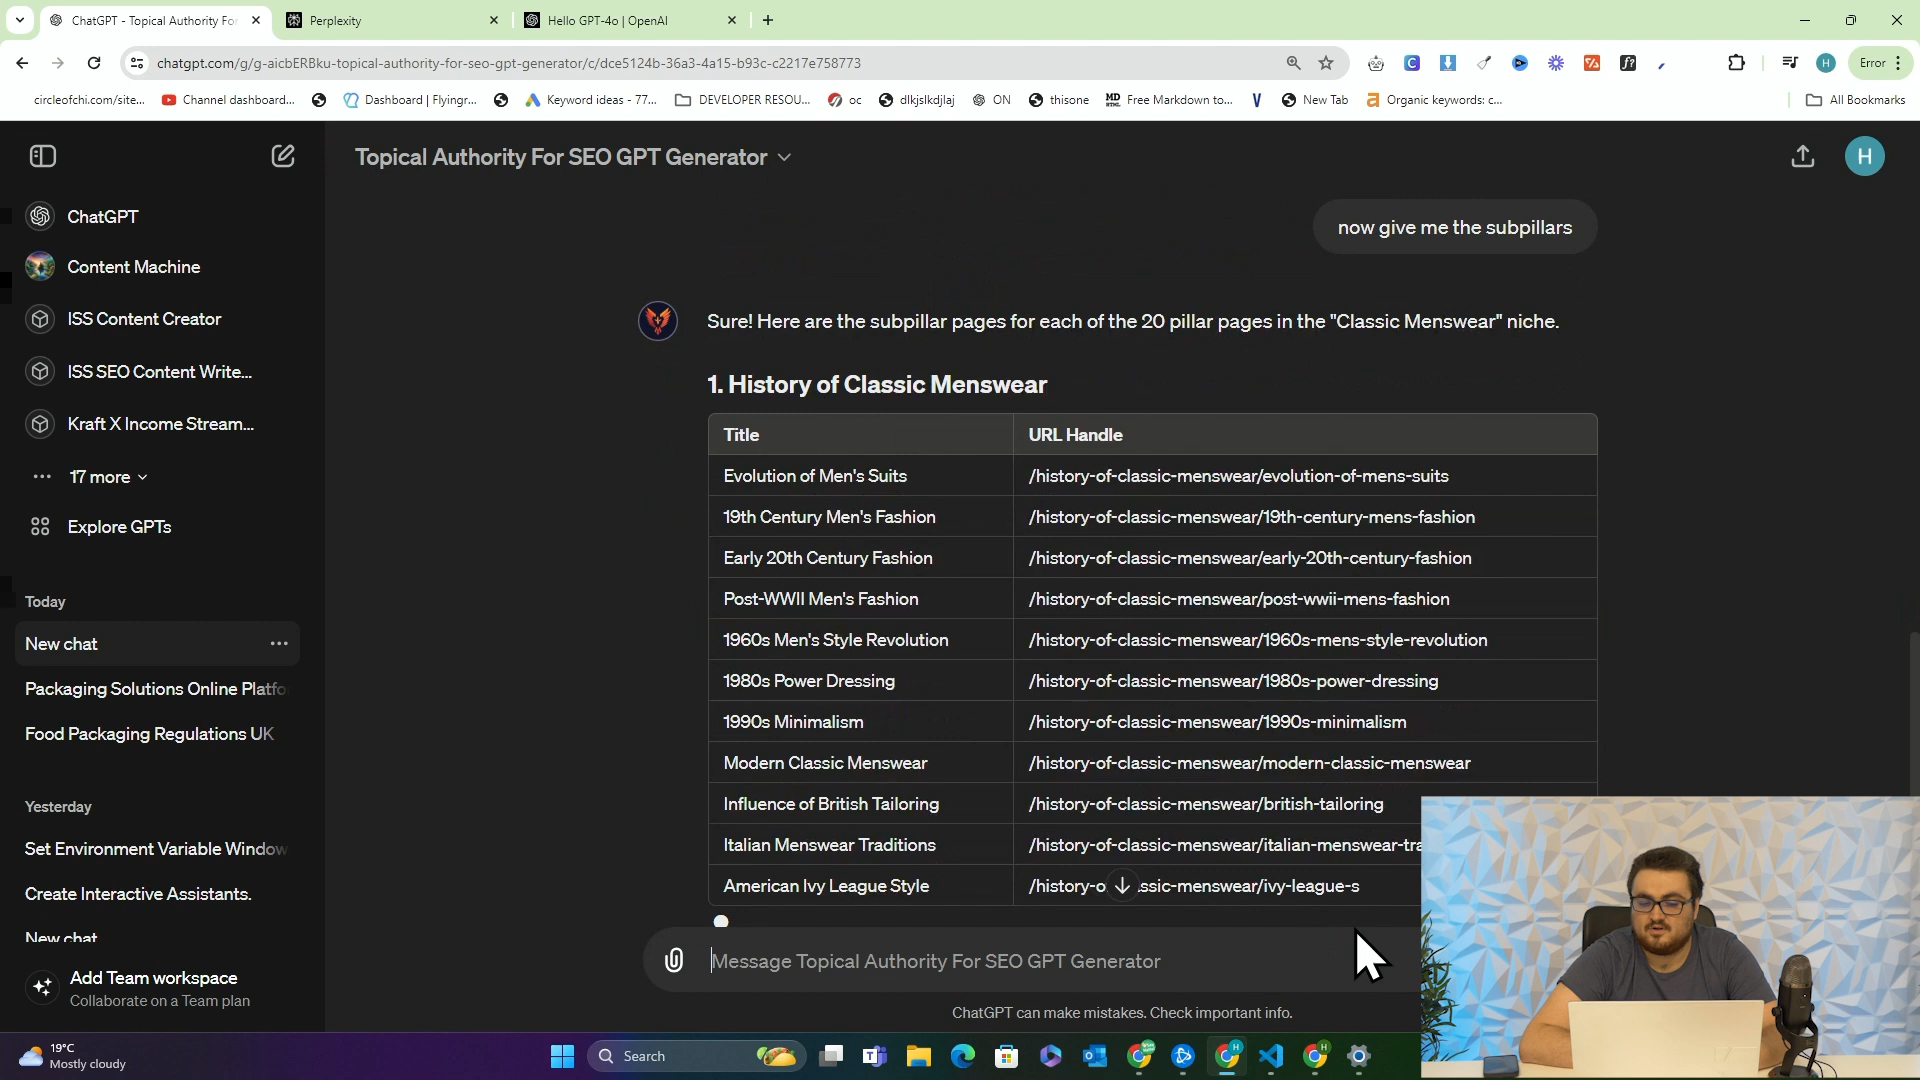 ChatGPT - Topical Authority Fo
Perplexity
Hello GPT-4o | OpenAI
chatgpt.com/g/g-aicbERBku-topical-authority-for-seo-gpt-generator/c/dce5124b-36a3-4a15-b93c-c2217e758773
Error
circleofchi.com/site...
Channel dashboard...
Dashboard | Flyingr...
Keyword ideas - 77...
DEVELOPER RESOU...
oc
dlkjslkdjlaj
ON
thisone
Free Markdown to...
New Tab
Organic keywords: c...
All Bookmarks
Topical Authority For SEO GPT Generator
H
ChatGPT
Content Machine
ISS Content Creator
ISS SEO Content Write...
Kraft X Income Stream...
17 more
Explore GPTs
Today
New chat
Packaging Solutions Online Platfo
Food Packaging Regulations UK
Yesterday
Set Environment Variable Window
Create Interactive Assistants.
New chat
Add Team workspace
Collaborate on a Team plan
now give me the subpillars
Sure! Here are the subpillar pages for each of the 20 pillar pages in the "Classic Menswear" niche.
1. History of Classic Menswear
Title URL Handle
Evolution of Men's Suits /history-of-classic-menswear/evolution-of-mens-suits
19th Century Men's Fashion /history-of-classic-menswear/19th-century-mens-fashion
Early 20th Century Fashion /history-of-classic-menswear/early-20th-century-fashion
Post-WWII Men's Fashion /history-of-classic-menswear/post-wwii-mens-fashion
1960s Men's Style Revolution /history-of-classic-menswear/1960s-mens-style-revolution
1980s Power Dressing /history-of-classic-menswear/1980s-power-dressing
1990s Minimalism /history-of-classic-menswear/1990s-minimalism
Modern Classic Menswear /history-of-classic-menswear/modern-classic-menswear
Influence of British Tailoring /history-of-classic-menswear/british-tailoring
Italian Menswear Traditions /history-of-classic-menswear/italian-menswear-tra
American Ivy League Style /history-o ssic-menswear/ivy-league-s
Message Topical Authority For SEO GPT Generator
ChatGPT can make mistakes. Check important info.
19°C
Mostly cloudy
Search